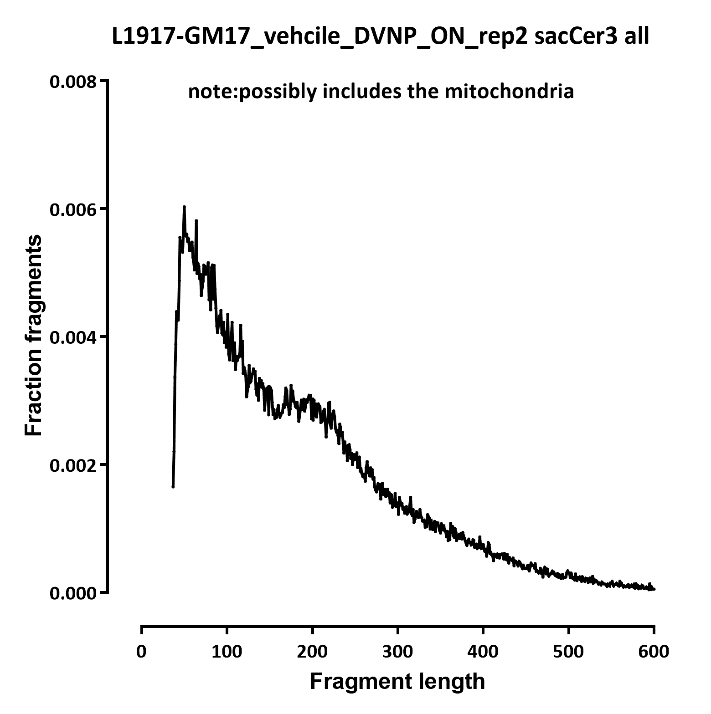 L1917-GM17_vehcile_DVNP_ON_rep2 sacCer3 all
note:possibly includes the mitochondria
0.008
0.006
0.004
0.002
0.000
Fraction fragments
0 100 200 300 400 500 600
Fragment length